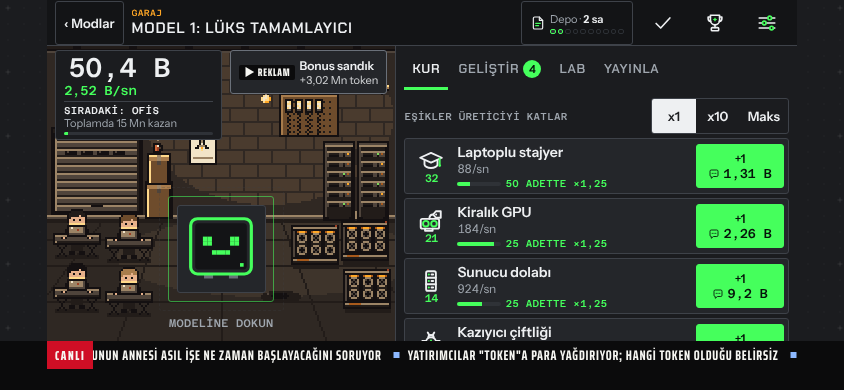 ‹ Modlar
GARAJ
MODEL 1: LÜKS TAMAMLAYICI
Depo · 2 sa
50,4 B
2,52 B/sn
SIRADAKİ: OFİS
Toplamda 15 Mn kazan
REKLAM
Bonus sandık
+3,02 Mn token
MODELİNE DOKUN
KUR GELİŞTİR 4 LAB YAYINLA
EŞİKLER ÜRETİCİYİ KATLAR
x1 x10 Maks
Laptoplu stajyer
88/sn
32
50 ADETTE ×1,25
+1
1,31 B
Kiralık GPU
184/sn
21
25 ADETTE ×1,25
+1
2,26 B
Sunucu dolabı
924/sn
14
25 ADETTE ×1,25
+1
9,2 B
Kazıyıcı çiftliği
+1
CANLI UNUN ANNESİ ASIL İŞE NE ZAMAN BAŞLAYACAĞINI SORUYOR ▪ YATIRIMCILAR "TOKEN"A PARA YAĞDIRIYOR; HANGİ TOKEN OLDUĞU BELİRSİZ ▪